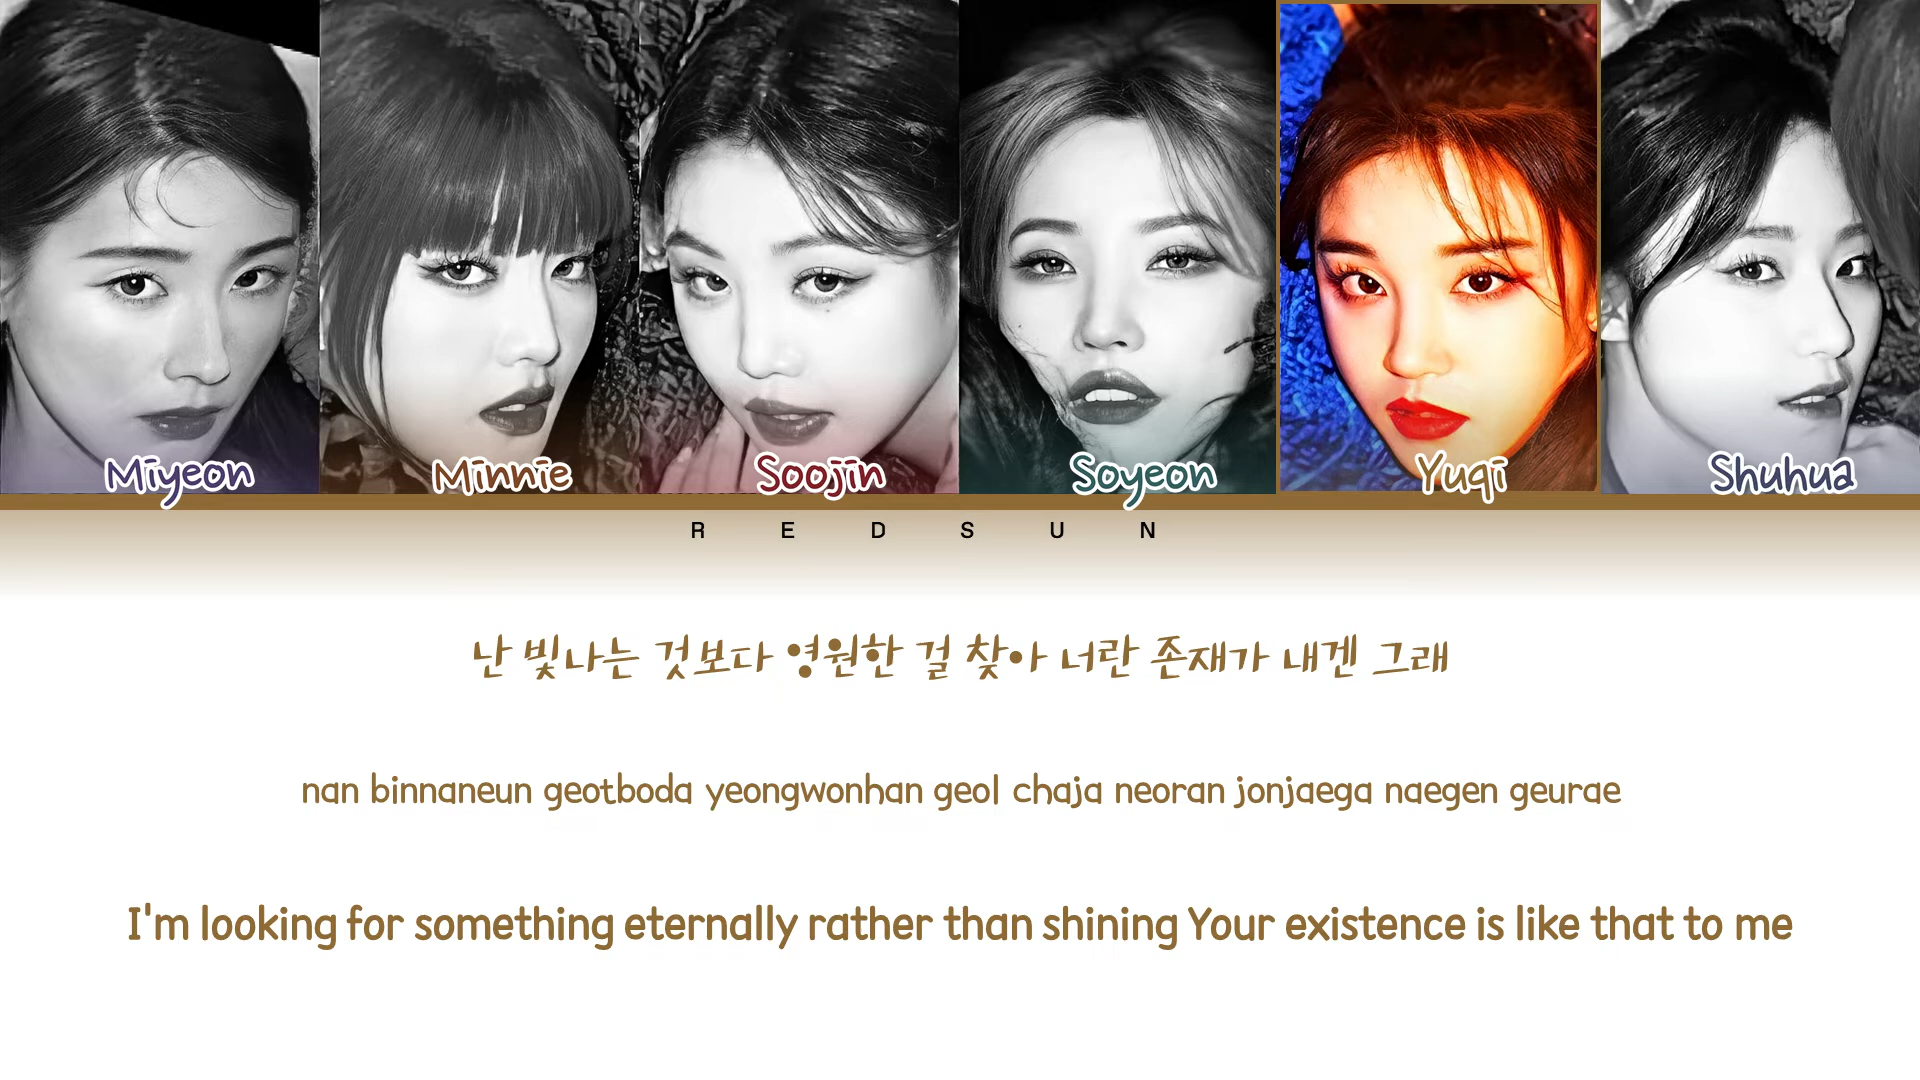 Miyeon
Minnie
Soojin
Soyeon
Yuqi
Shuhua
REDSUN
난 빛나는 것보다 영원한 걸 찾아 너란 존재가 내겐 그래
nan binnaneun geotboda yeongwonhan geol chaja neoran jonjaega naegen geurae
I'm looking for something eternally rather than shining Your existence is like that to me